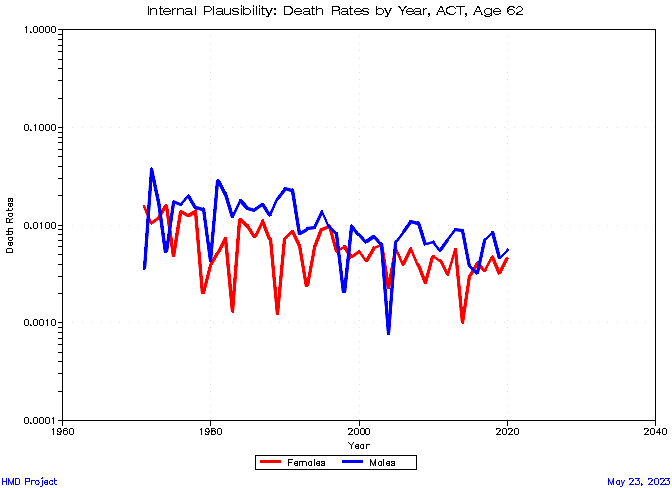 Internal Plausibility: Death Rates by Year, ACT, Age 62
1.0000
0.1000
0.0100
0.0010
0.0001
Death Rates
1960
1980
2000
2020
2040
Year
Females Males
HMD Project
May 23, 2023